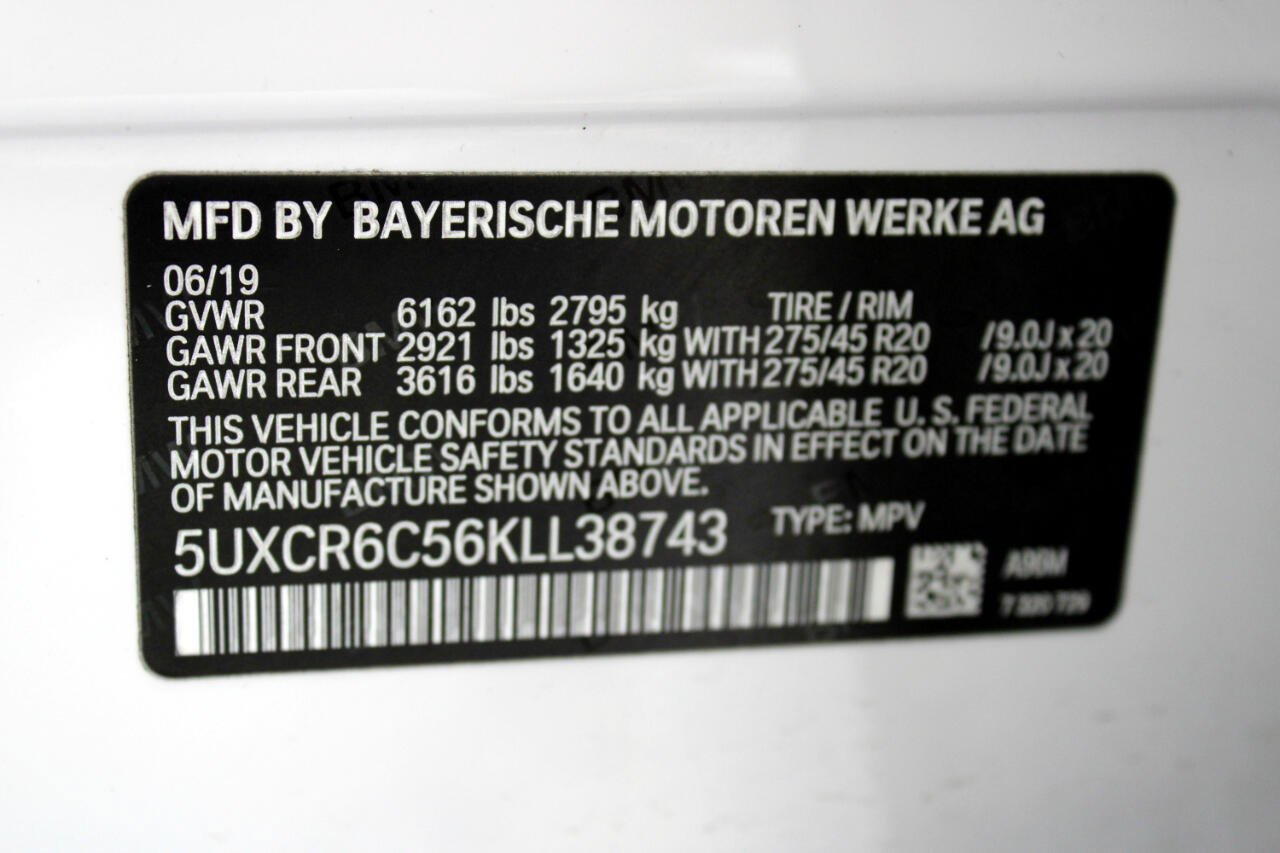 MFD BY BAYERISCHE MOTOREN WERKE AG
06/19
GVWR 6162 lbs 2795 kg TIRE / RIM
GAWR FRONT 2921 lbs 1325 kg WITH 275/45 R20 /9.0J x 20
GAWR REAR 3616 lbs 1640 kg WITH 275/45 R20 /9.0J x 20
THIS VEHICLE CONFORMS TO ALL APPLICABLE U. S. FEDERAL
MOTOR VEHICLE SAFETY STANDARDS IN EFFECT ON THE DATE
OF MANUFACTURE SHOWN ABOVE.
5UXCR6C56KLL38743 TYPE: MPV
A96M